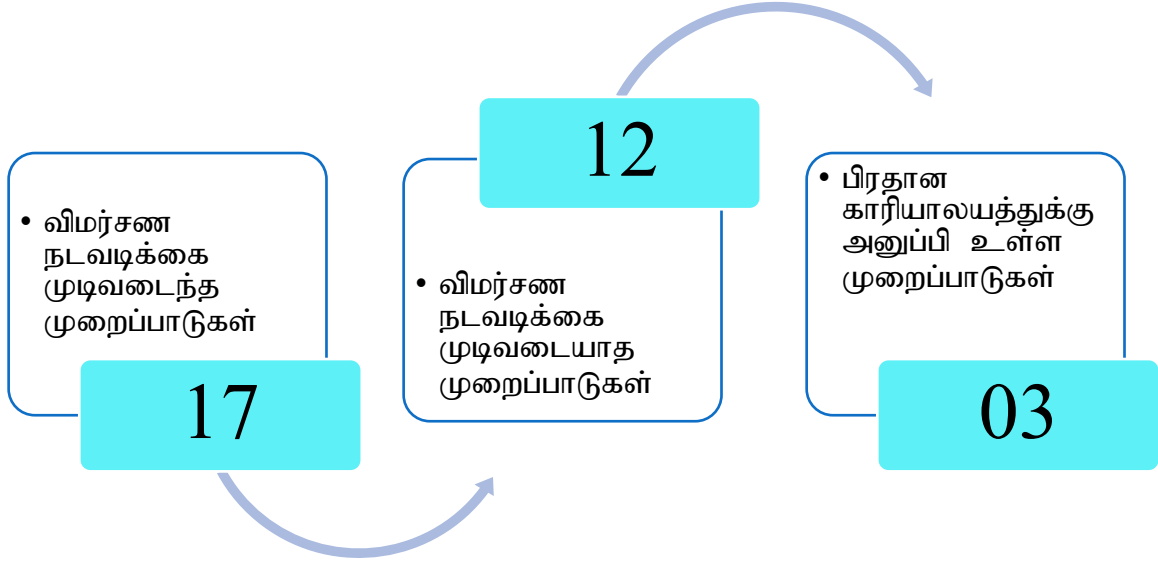 • விமர்சண
நடவடிக்கை
முடிவடைந்த
முறைப்பாடுகள்
17
12
• விமர்சண
நடவடிக்கை
முடிவடையாத
முறைப்பாடுகள்
• பிரதான
காரியாலயத்துக்கு
அனுப்பி உள்ள
முறைப்பாடுகள்
03